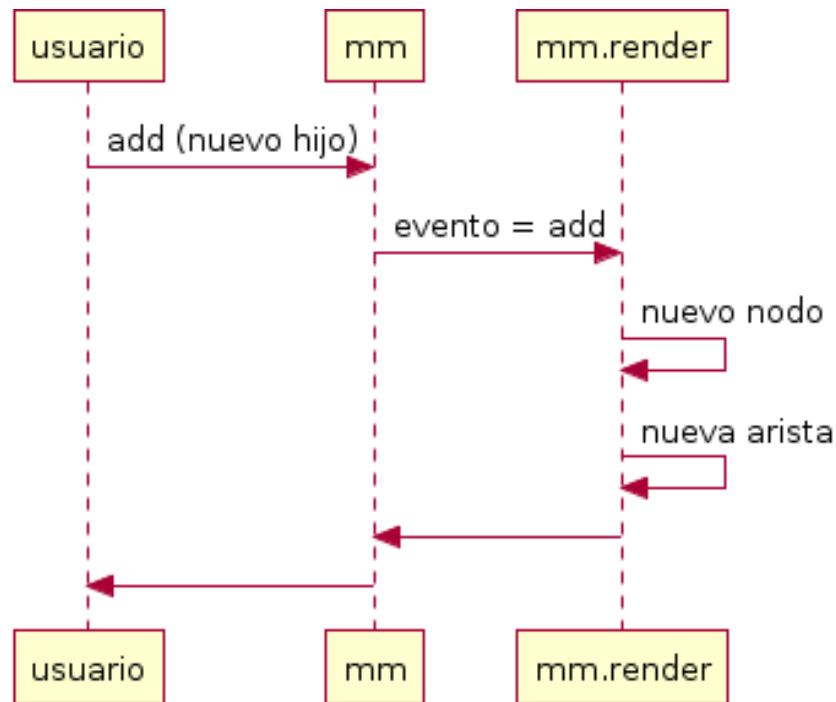 usuario
mm
mm.render
add (nuevo hijo)
evento = add
nuevo nodo
nueva arista
usuario
mm
mm.render